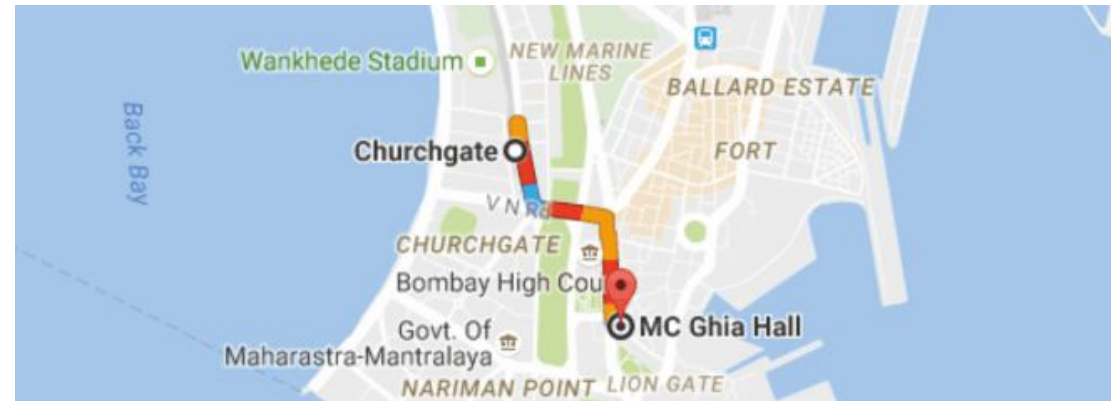 Wankhede Stadium
NEW MARINE
LINES
BALLARD ESTATE
Back Bay
Churchgate
FORT
V N Rd
CHURCHGATE
Bombay High Cou
MC Ghia Hall
Govt. Of
Maharastra-Mantralaya
NARIMAN POINT
LION GATE